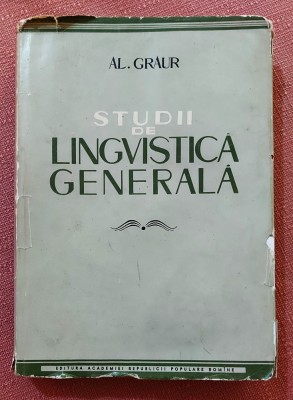 AL. GRAUR
STUDII
DE
LINGVISTICĂ
GENERALĂ
EDITURA ACADEMIEI REPUBLICII POPULARE ROMÎNE